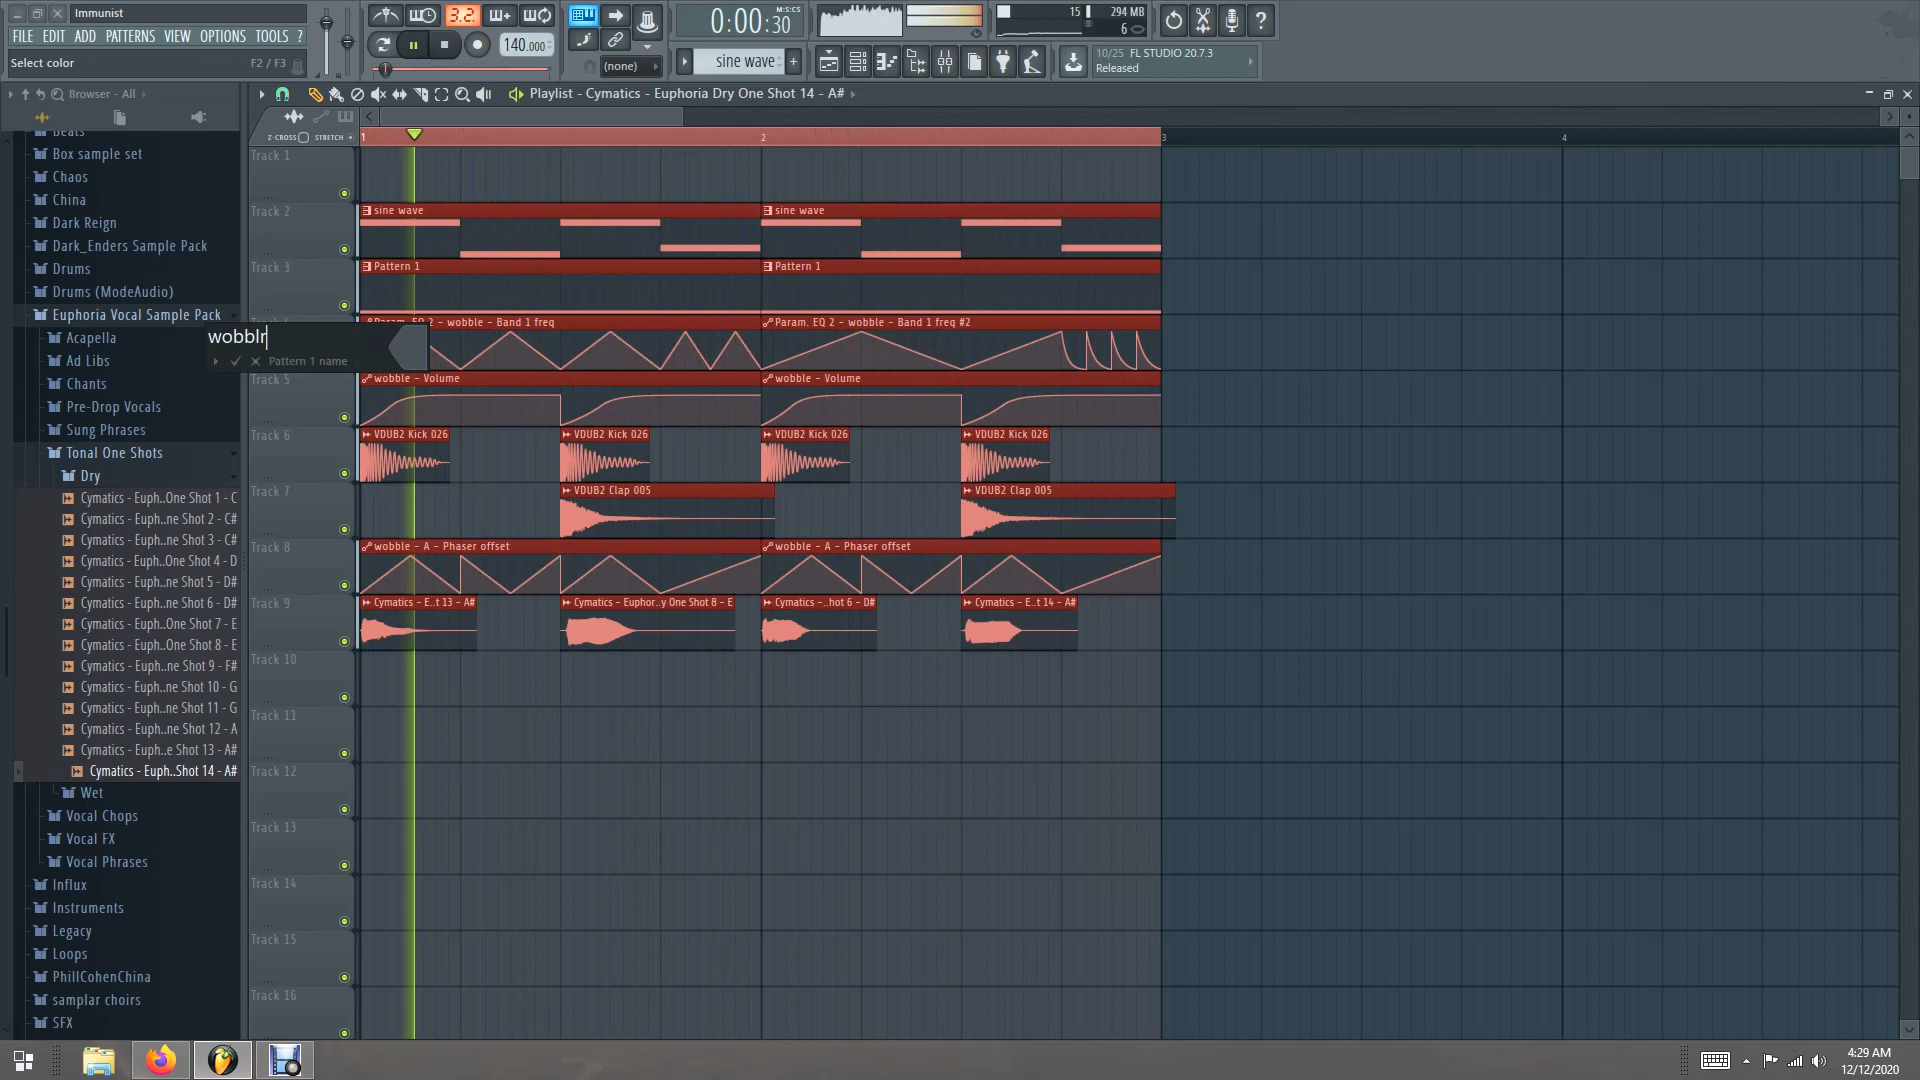 Immunist
FILE EDIT ADD PATTERNS VIEW OPTIONS TOOLS ?
Select color F2 / F3
3.2
140.000
(none)
0:00:30
M:S:CS
sine wave
15
294 MB
6
10/25 FL STUDIO 20.7.3
Released
Browser - All
Playlist - Cymatics - Euphoria Dry One Shot 14 - A#
Z-CROSS STRETCH
1 2 3 4
Beats
Box sample set
Chaos
China
Dark Reign
Dark_Enders Sample Pack
Drums
Drums (ModeAudio)
Euphoria Vocal Sample Pack
Acapella
Ad Libs
Chants
Pre-Drop Vocals
Sung Phrases
Tonal One Shots
Dry
Cymatics - Euph..One Shot 1 - C
Cymatics - Euph..ne Shot 2 - C#
Cymatics - Euph..ne Shot 3 - C#
Cymatics - Euph..One Shot 4 - D
Cymatics - Euph..ne Shot 5 - D#
Cymatics - Euph..ne Shot 6 - D#
Cymatics - Euph..One Shot 7 - E
Cymatics - Euph..One Shot 8 - E
Cymatics - Euph..ne Shot 9 - F#
Cymatics - Euph..ne Shot 10 - G
Cymatics - Euph..ne Shot 11 - G
Cymatics - Euph..ne Shot 12 - A
Cymatics - Euph..e Shot 13 - A#
Cymatics - Euph..Shot 14 - A#
Wet
Vocal Chops
Vocal FX
Vocal Phrases
Influx
Instruments
Legacy
Loops
PhillCohenChina
samplar choirs
SFX
wobblr
Pattern 1 name
Track 1
Track 2
sine wave
sine wave
Track 3
Pattern 1
Pattern 1
Param. EQ 2 - wobble - Band 1 freq
Param. EQ 2 - wobble - Band 1 freq #2
Track 5
wobble - Volume
wobble - Volume
Track 6
VDUB2 Kick 026
VDUB2 Kick 026
VDUB2 Kick 026
VDUB2 Kick 026
Track 7
VDUB2 Clap 005
VDUB2 Clap 005
Track 8
wobble - A - Phaser offset
wobble - A - Phaser offset
Track 9
Cymatics - E..t 13 - A#
Cymatics - Euphor..y One Shot 8 - E
Cymatics -..hot 6 - D#
Cymatics - E..t 14 - A#
Track 10
Track 11
Track 12
Track 13
Track 14
Track 15
Track 16
4:29 AM
12/12/2020